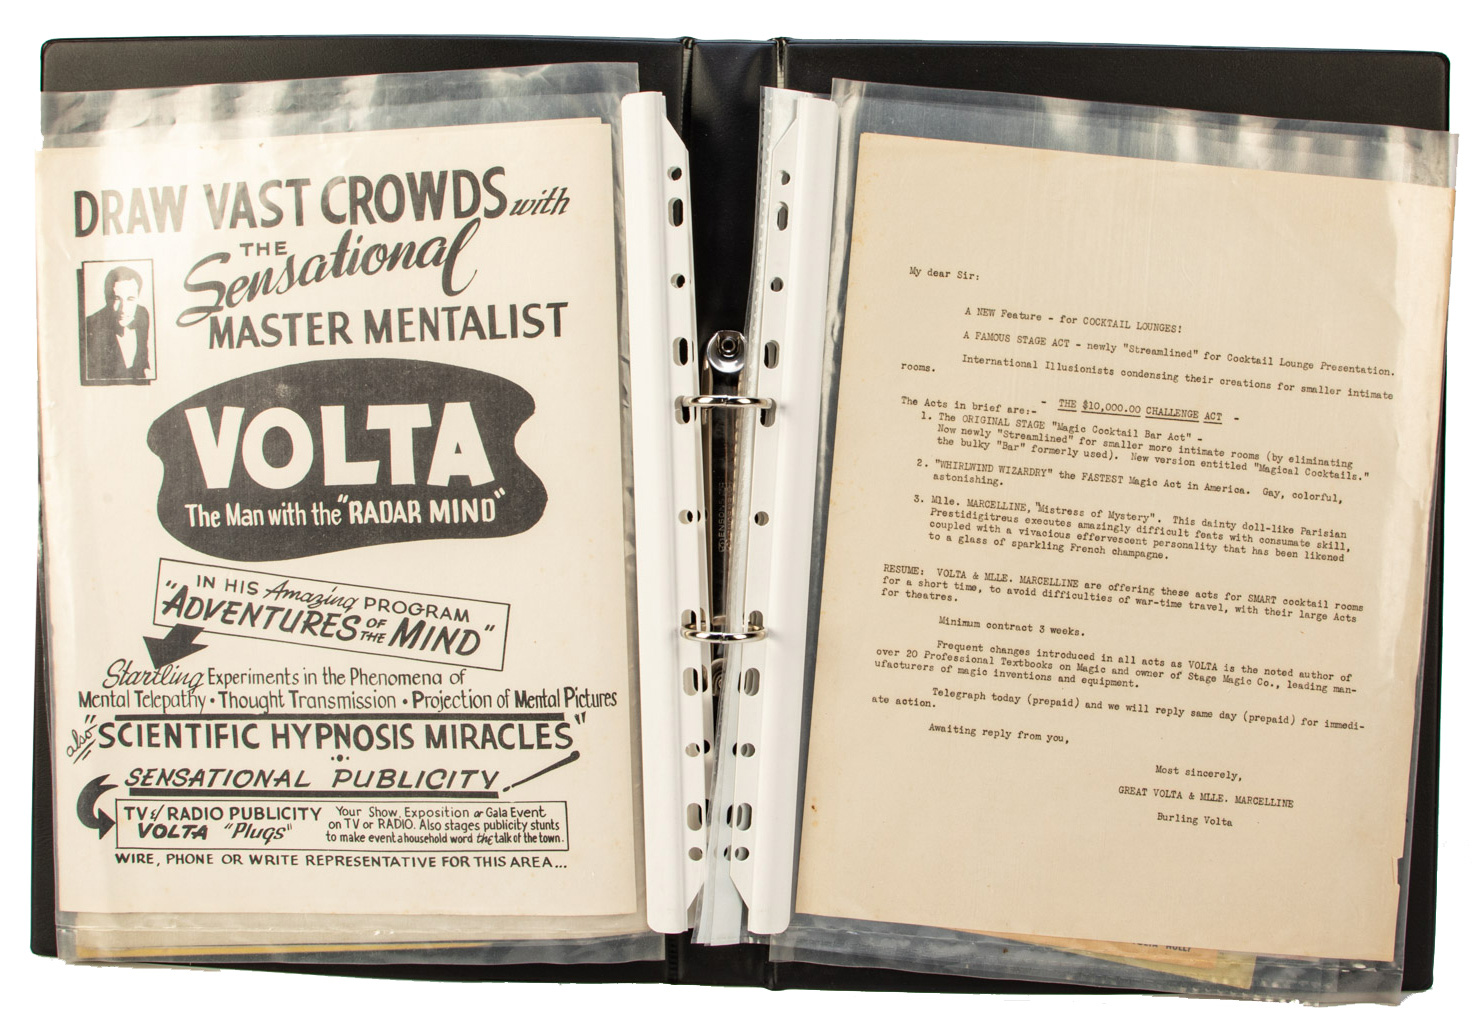 DRAW VAST CROWDS with
THE
Sensational
MASTER MENTALIST
VOLTA
The Man with the "RADAR MIND"
IN HIS Amazing PROGRAM
"ADVENTURES OF THE MIND"
Startling Experiments in the Phenomena of
Mental Telepathy • Thought Transmission • Projection of Mental Pictures
also "SCIENTIFIC HYPNOSIS MIRACLES"
SENSATIONAL PUBLICITY!
TV & RADIO PUBLICITY
VOLTA "Plugs"
Your Show, Exposition or Gala Event
on TV or RADIO. Also stages publicity stunts
to make event a household word the talk of the town.
WIRE, PHONE OR WRITE REPRESENTATIVE FOR THIS AREA...
My dear Sir:
A NEW Feature - for COCKTAIL LOUNGES!
A FAMOUS STAGE ACT - newly "Streamlined" for Cocktail Lounge Presentation.
International Illusionists condensing their creations for smaller intimate
rooms.
The Acts in brief are:- - THE $10,000.00 CHALLENGE ACT -
1. The ORIGINAL STAGE "Magic Cocktail Bar Act" -
Now newly "Streamlined" for smaller more intimate rooms (by eliminating
the bulky "Bar" formerly used). New version entitled "Magical Cocktails."
2. "WHIRLWIND WIZARDRY" the FASTEST Magic Act in America. Gay, colorful,
astonishing.
3. Mlle. MARCELLINE, "Mistress of Mystery". This dainty doll-like Parisian
Prestidigitreus executes amazingly difficult feats with consumate skill,
coupled with a vivacious effervescent personality that has been likened
to a glass of sparkling French champagne.
RESUME: VOLTA & MLLE. MARCELLINE are offering these acts for SMART cocktail rooms
for a short time, to avoid difficulties of war-time travel, with their large Acts
for theatres.
Minimum contract 3 weeks.
Frequent changes introduced in all acts as VOLTA is the noted author of
over 20 Professional Textbooks on Magic and owner of Stage Magic Co., leading man-
ufacturers of magic inventions and equipment.
Telegraph today (prepaid) and we will reply same day (prepaid) for immedi-
ate action.
Awaiting reply from you,
Most sincerely,
GREAT VOLTA & MLLE. MARCELLINE
Burling Volta